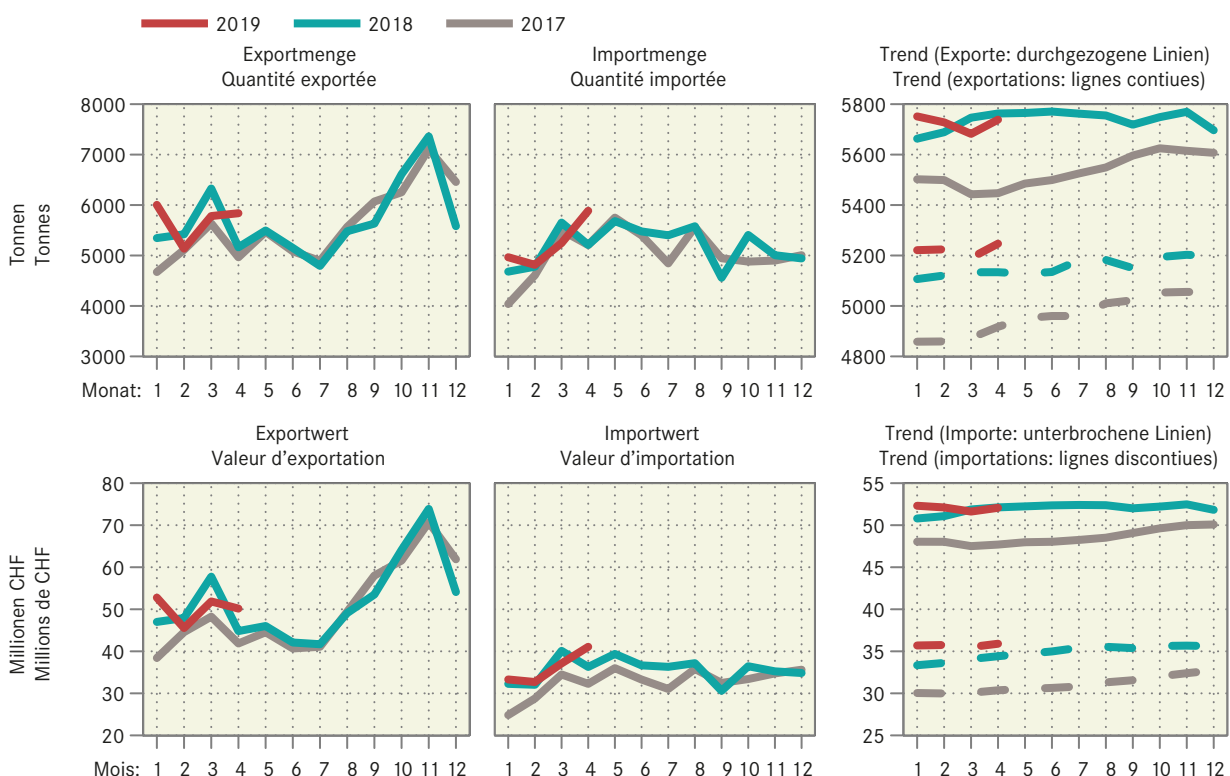 2019 2018 2017
Exportmenge
Quantité exportée
Importmenge
Quantité importée
Trend (Exporte: durchgezogene Linien)
Trend (exportations: lignes contiues)
Tonnen
Tonnes
8000
7000
6000
5000
4000
3000
5800
5600
5400
5200
5000
4800
Monat: 1 2 3 4 5 6 7 8 9 10 11 12
1 2 3 4 5 6 7 8 9 10 11 12
1 2 3 4 5 6 7 8 9 10 11 12
Exportwert
Valeur d'exportation
Importwert
Valeur d'importation
Trend (Importe: unterbrochene Linien)
Trend (importations: lignes discontiues)
Millionen CHF
Millions de CHF
80
70
60
50
40
30
20
55
50
45
40
35
30
25
Mois: 1 2 3 4 5 6 7 8 9 10 11 12
1 2 3 4 5 6 7 8 9 10 11 12
1 2 3 4 5 6 7 8 9 10 11 12